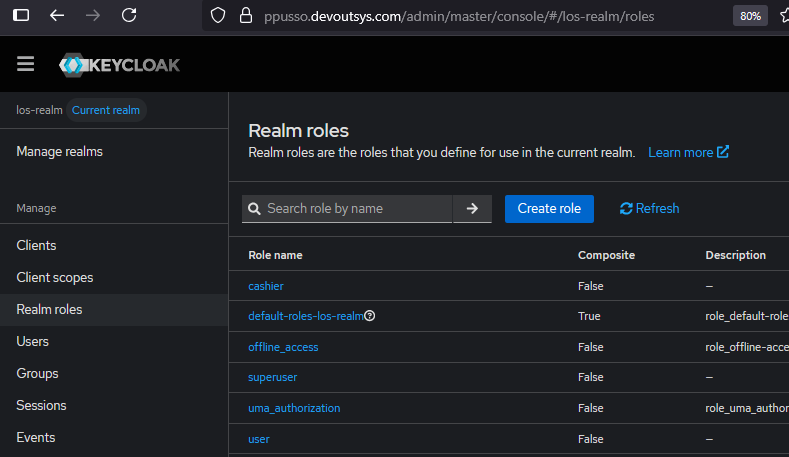 ppusso.devoutsys.com/admin/master/console/#/los-realm/roles 80%
KEYCLOAK
los-realm Current realm
Manage realms
Manage
Clients
Client scopes
Realm roles
Users
Groups
Sessions
Events
Realm roles
Realm roles are the roles that you define for use in the current realm. Learn more
Search role by name Create role Refresh
Role name Composite Description
cashier False –
default-roles-los-realm True role_default-role
offline_access False role_offline-acce
superuser False –
uma_authorization False role_uma_author
user False –